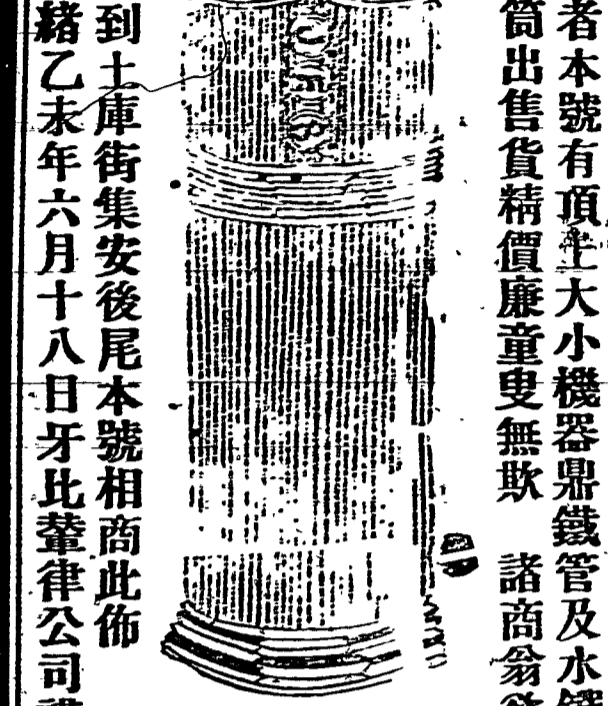 者本號有頂上大小機器鼎鐵管及水
筒出售貨精價廉童叟無欺 諸商翁
到土庫街集安後尾本號相商此佈
緒乙未年六月十八日牙比輦律公司